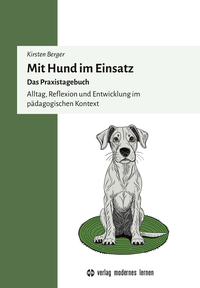 Kirsten Berger
Mit Hund im Einsatz
Das Praxistagebuch
Alltag, Reflexion und Entwicklung im
pädagogischen Kontext
verlag modernes lernen